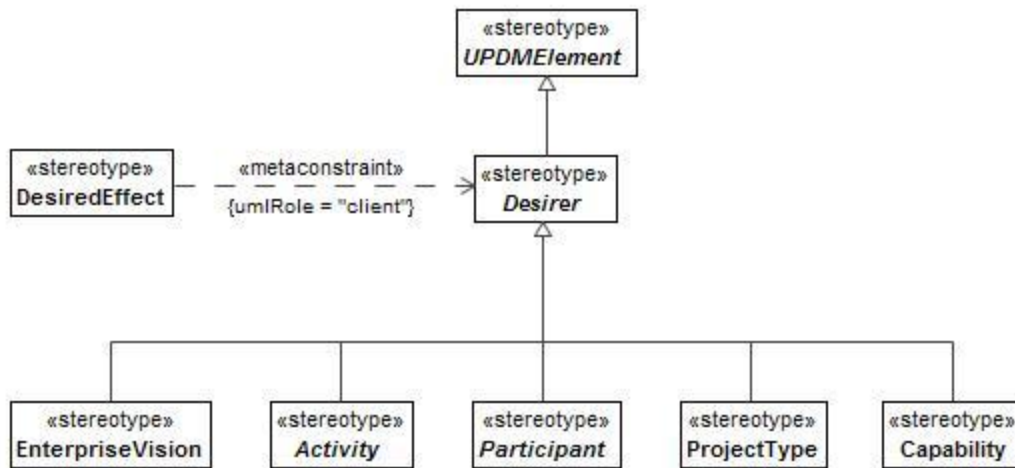 «stereotype»
UPDMElement
«stereotype»
DesiredEffect
«metaconstraint»
{umlRole = "client"}
«stereotype»
Desirer
«stereotype»
EnterpriseVision
«stereotype»
Activity
«stereotype»
Participant
«stereotype»
ProjectType
«stereotype»
Capability